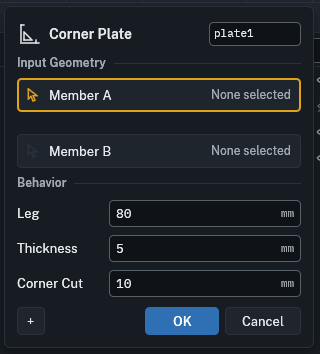 Corner Plate plate1
Input Geometry
Member A None selected
Member B None selected
Behavior
Leg 80 mm
Thickness 5 mm
Corner Cut 10 mm
+ OK Cancel